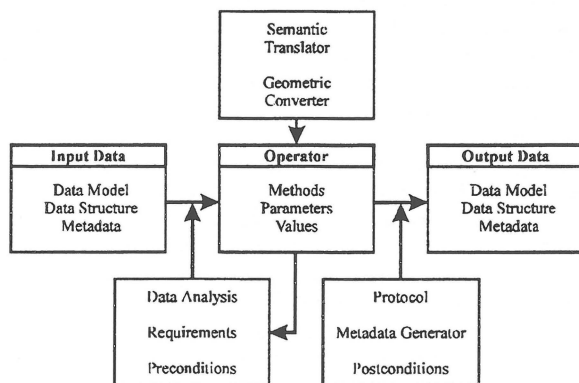 Semantic
Translator
Geometric
Converter
Input Data
Data Model
Data Structure
Metadata
Operator
Methods
Parameters
Values
Output Data
Data Model
Data Structure
Metadata
Data Analysis
Requirements
Preconditions
Protocol
Metadata Generator
Postconditions